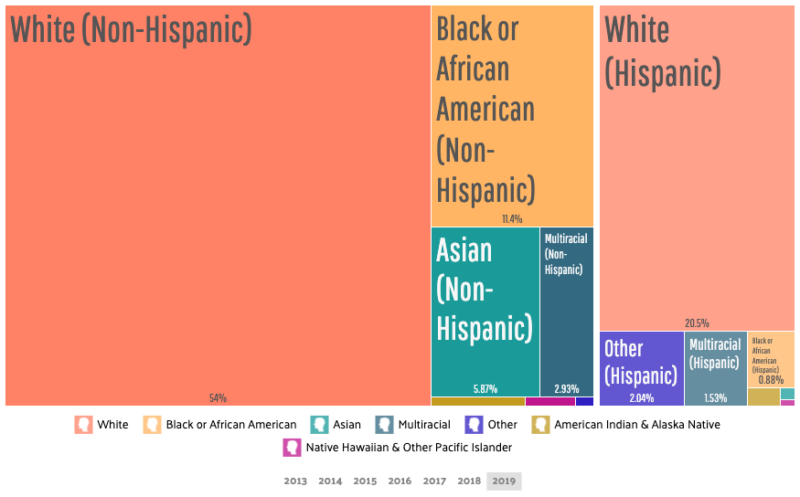 White (Non-Hispanic)
54%
Black or
African
American
(Non-
Hispanic)
11.4%
Asian
(Non-
Hispanic)
5.87%
Multiracial
(Non-
Hispanic)
2.93%
White
(Hispanic)
20.5%
Other
(Hispanic)
2.04%
Multiracial
(Hispanic)
1.53%
Black or
African
American
(Hispanic)
0.88%
White Black or African American Asian Multiracial Other American Indian & Alaska Native
Native Hawaiian & Other Pacific Islander
2013 2014 2015 2016 2017 2018 2019